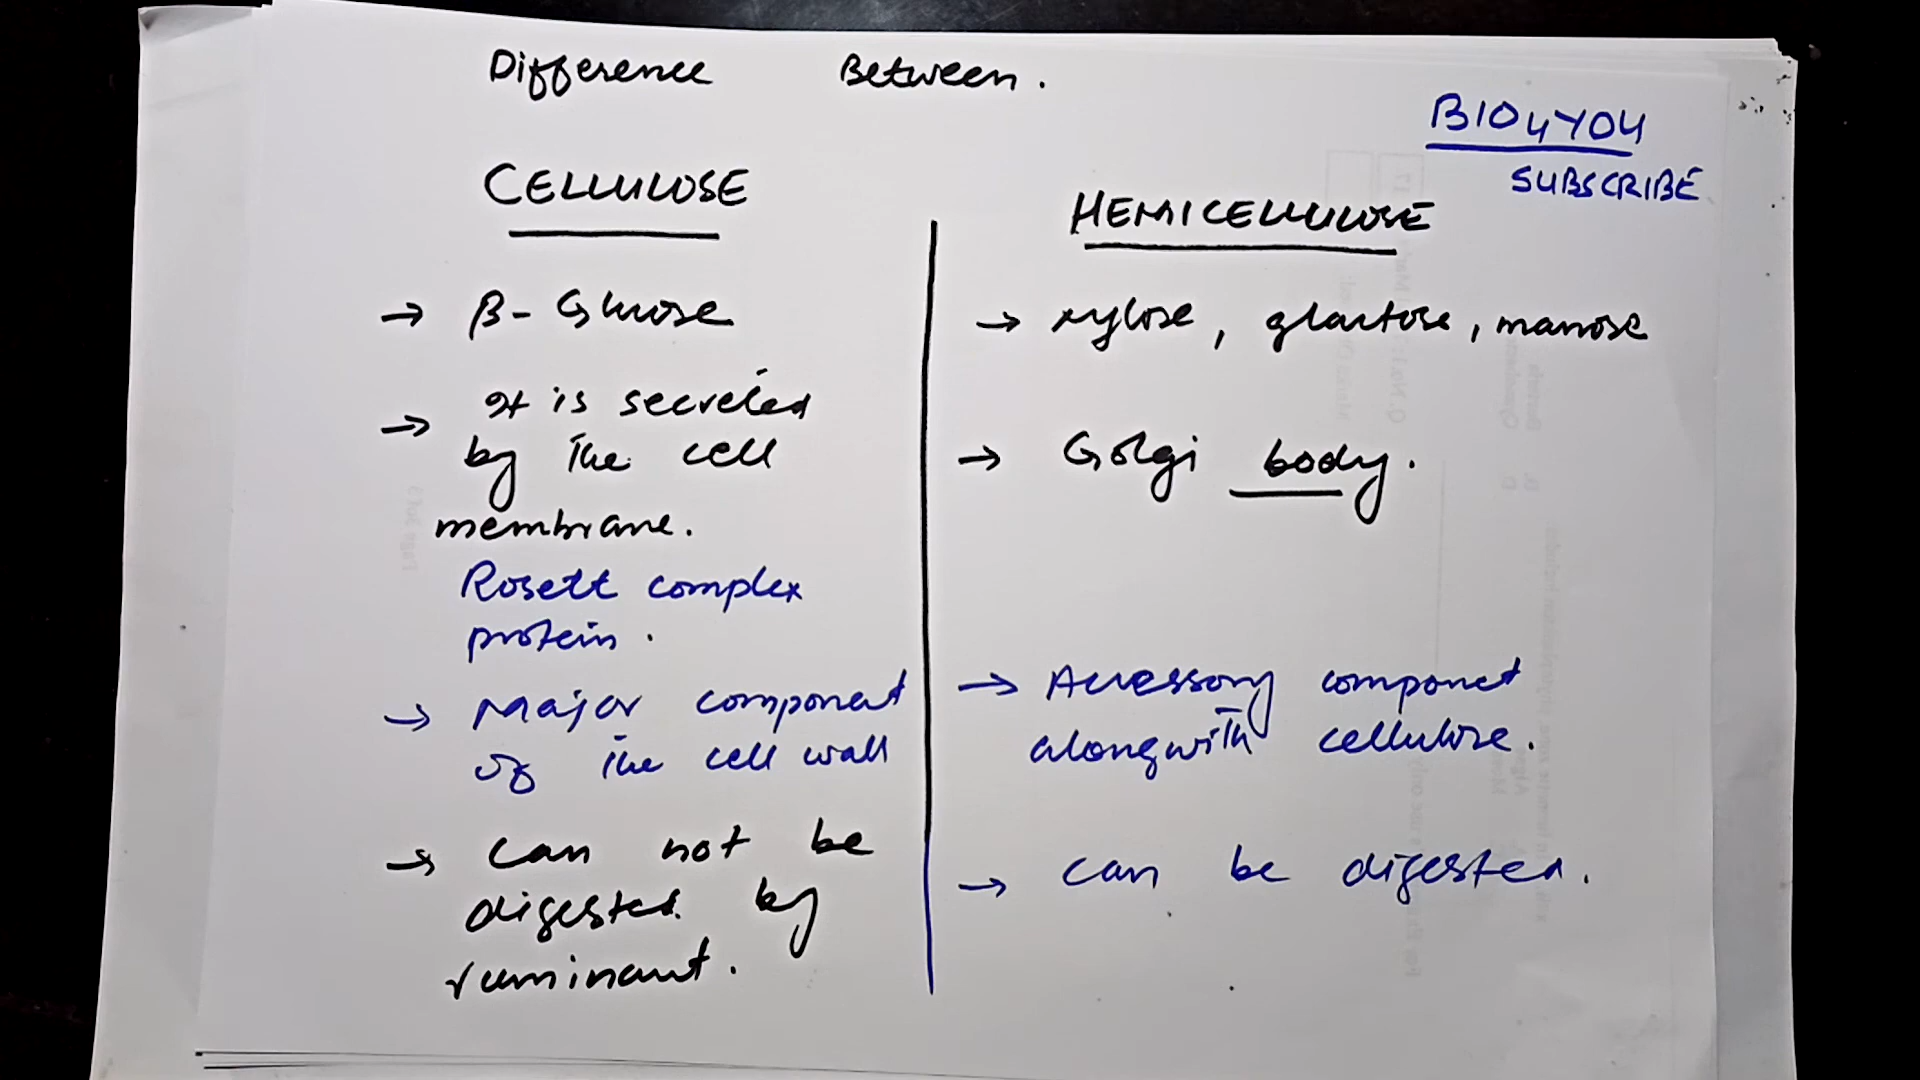 Difference Between.
BIO4YOU
SUBSCRIBE
CELLULOSE
HEMICELLULOSE
→ β- Glucose
→ xylose, glactose, mannose
→ It is secreted
by the cell
membrane.
→ Golgi body.
Rosett complex
protein.
→ Major component
of the cell wall
→ Accessory componet
alongwith cellulose.
→ can not be
digested by
ruminant.
→ can be digested.